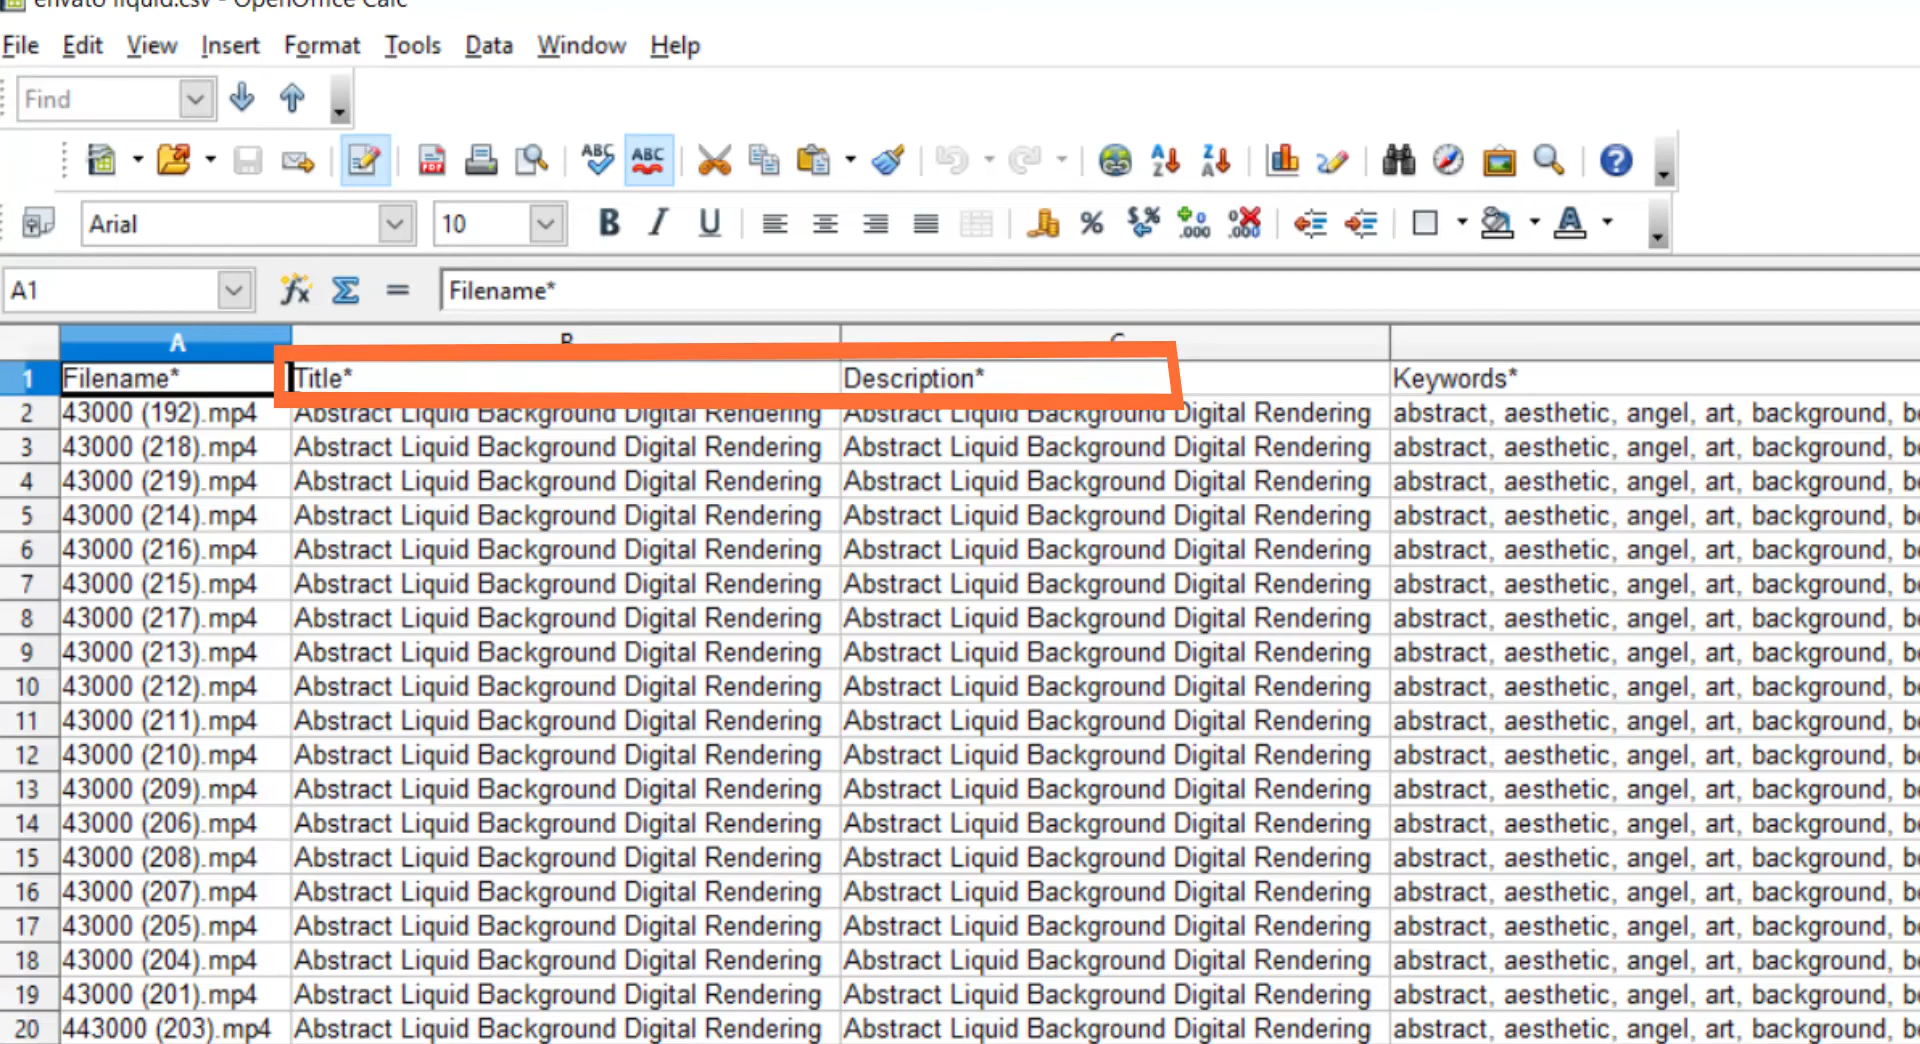 envato liquid.csv - OpenOffice Calc
File Edit View Insert Format Tools Data Window Help
Find
Arial 10
A1 Filename*
A B C
1 Filename* Title* Description* Keywords*
2 43000 (192).mp4 Abstract Liquid Background Digital Rendering Abstract Liquid Background Digital Rendering abstract, aesthetic, angel, art, background,
3 43000 (218).mp4 Abstract Liquid Background Digital Rendering Abstract Liquid Background Digital Rendering abstract, aesthetic, angel, art, background,
4 43000 (219).mp4 Abstract Liquid Background Digital Rendering Abstract Liquid Background Digital Rendering abstract, aesthetic, angel, art, background,
5 43000 (214).mp4 Abstract Liquid Background Digital Rendering Abstract Liquid Background Digital Rendering abstract, aesthetic, angel, art, background,
6 43000 (216).mp4 Abstract Liquid Background Digital Rendering Abstract Liquid Background Digital Rendering abstract, aesthetic, angel, art, background,
7 43000 (215).mp4 Abstract Liquid Background Digital Rendering Abstract Liquid Background Digital Rendering abstract, aesthetic, angel, art, background,
8 43000 (217).mp4 Abstract Liquid Background Digital Rendering Abstract Liquid Background Digital Rendering abstract, aesthetic, angel, art, background,
9 43000 (213).mp4 Abstract Liquid Background Digital Rendering Abstract Liquid Background Digital Rendering abstract, aesthetic, angel, art, background,
10 43000 (212).mp4 Abstract Liquid Background Digital Rendering Abstract Liquid Background Digital Rendering abstract, aesthetic, angel, art, background,
11 43000 (211).mp4 Abstract Liquid Background Digital Rendering Abstract Liquid Background Digital Rendering abstract, aesthetic, angel, art, background,
12 43000 (210).mp4 Abstract Liquid Background Digital Rendering Abstract Liquid Background Digital Rendering abstract, aesthetic, angel, art, background,
13 43000 (209).mp4 Abstract Liquid Background Digital Rendering Abstract Liquid Background Digital Rendering abstract, aesthetic, angel, art, background,
14 43000 (206).mp4 Abstract Liquid Background Digital Rendering Abstract Liquid Background Digital Rendering abstract, aesthetic, angel, art, background,
15 43000 (208).mp4 Abstract Liquid Background Digital Rendering Abstract Liquid Background Digital Rendering abstract, aesthetic, angel, art, background,
16 43000 (207).mp4 Abstract Liquid Background Digital Rendering Abstract Liquid Background Digital Rendering abstract, aesthetic, angel, art, background,
17 43000 (205).mp4 Abstract Liquid Background Digital Rendering Abstract Liquid Background Digital Rendering abstract, aesthetic, angel, art, background,
18 43000 (204).mp4 Abstract Liquid Background Digital Rendering Abstract Liquid Background Digital Rendering abstract, aesthetic, angel, art, background,
19 43000 (201).mp4 Abstract Liquid Background Digital Rendering Abstract Liquid Background Digital Rendering abstract, aesthetic, angel, art, background,
20 443000 (203).mp4 Abstract Liquid Background Digital Rendering Abstract Liquid Background Digital Rendering abstract, aesthetic, angel, art, background,